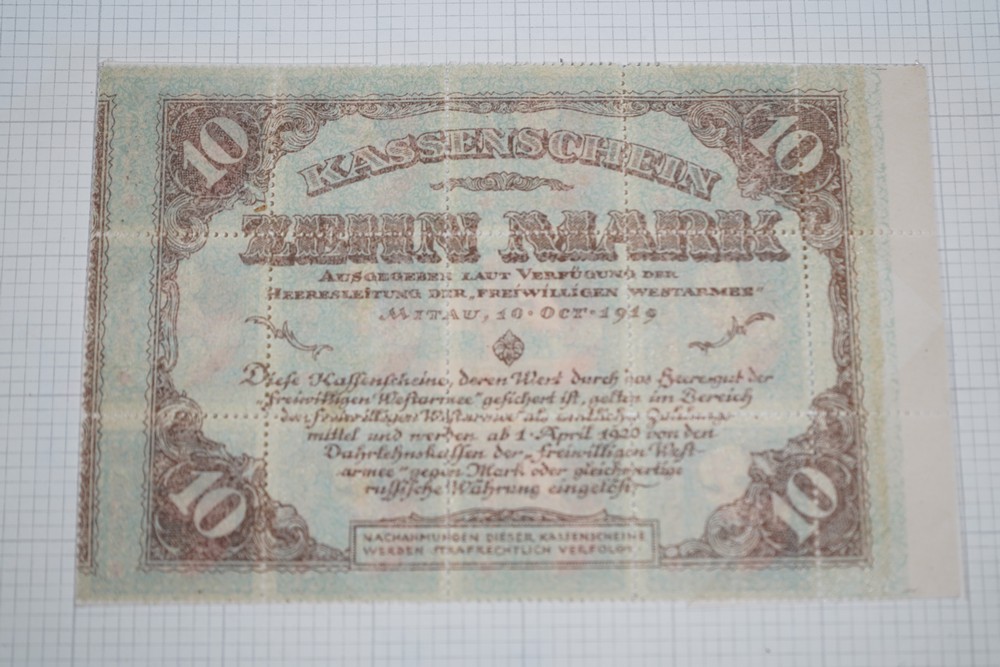 10 10
KASSENSCHEIN
ZEHN MARK
AUSGEGEBEN LAUT VERFÜGUNG DER
HEERESLEITUNG DER „FREIWILLIGEN WESTARMEE"
MITAU, 10·OCT·1919
Diese Kassenscheine, deren Wert durch das Heeresgut der
„Freiwilligen Westarmee" gesichert ist, gelten im Bereich
der „freiwilligen Westarmee" als Zahlungs-
mittel und werden ab 1·April 1920 von den
Dahrlehnskassen der „freiwilligen West-
armee" gegen Mark oder gleichwertige
russische Währung eingelöst.
10 10
NACHAHMUNGEN DIESER KASSENSCHEINE
WERDEN STRAFRECHTLICH VERFOLGT